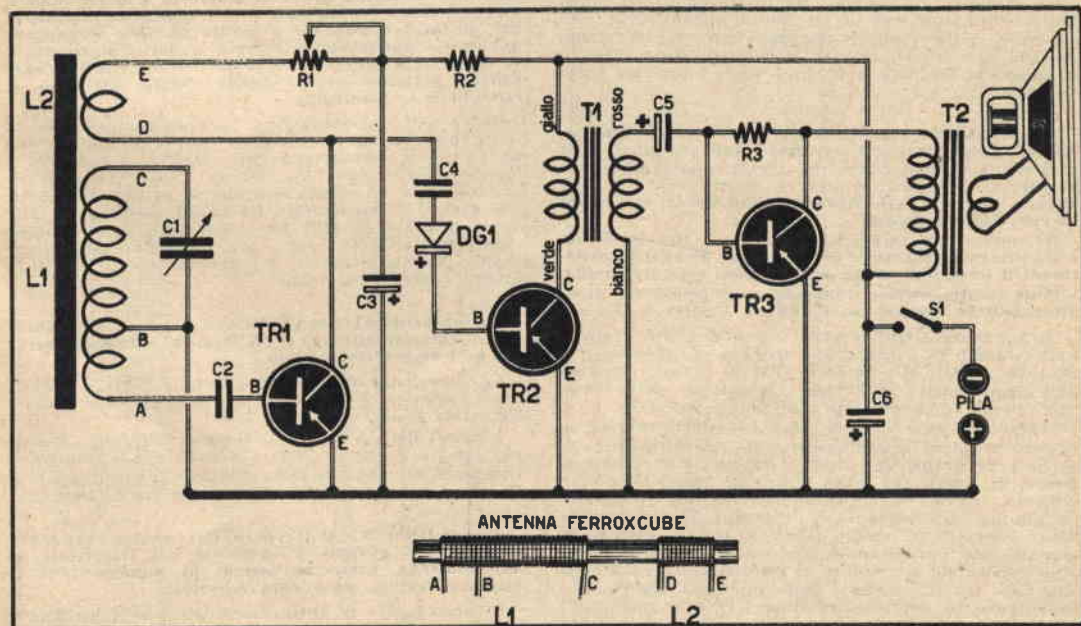 E
R1
R2
L2
D
C
C4
T1
giallo
rosso
C5
R3
T2
C1
DG1
+
C
B
E
TR3
L1
B
C3
+
verde
bianco
C
B
E
TR2
S1
TR1
C2
A
B
C
E
C6
+
-
PILA
+
ANTENNA FERROXCUBE
A
B
C
D
E
L1
L2